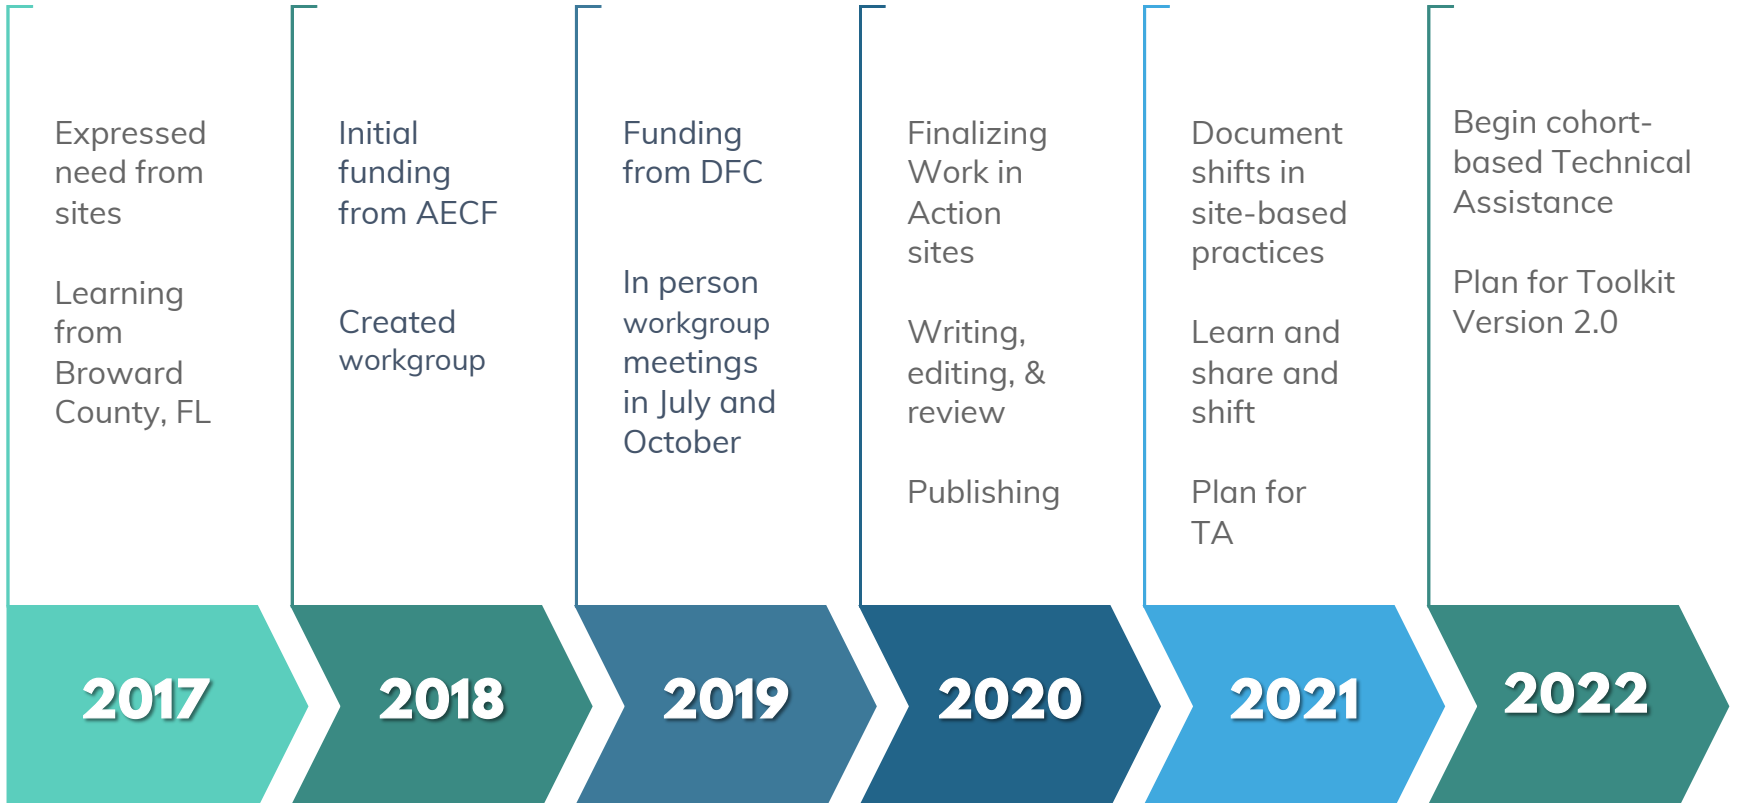 Expressed
need from
sites
Learning
from
Broward
County, FL
Initial
funding
from AECF
Created
workgroup
Funding
from DFC
In person
workgroup
meetings
in July and
October
Finalizing
Work in
Action
sites
Writing,
editing, &
review
Publishing
Document
shifts in
site-based
practices
Learn and
share and
shift
Plan for
TA
Begin cohort-
based Technical
Assistance
Plan for Toolkit
Version 2.0
2017
2018
2019
2020
2021
2022